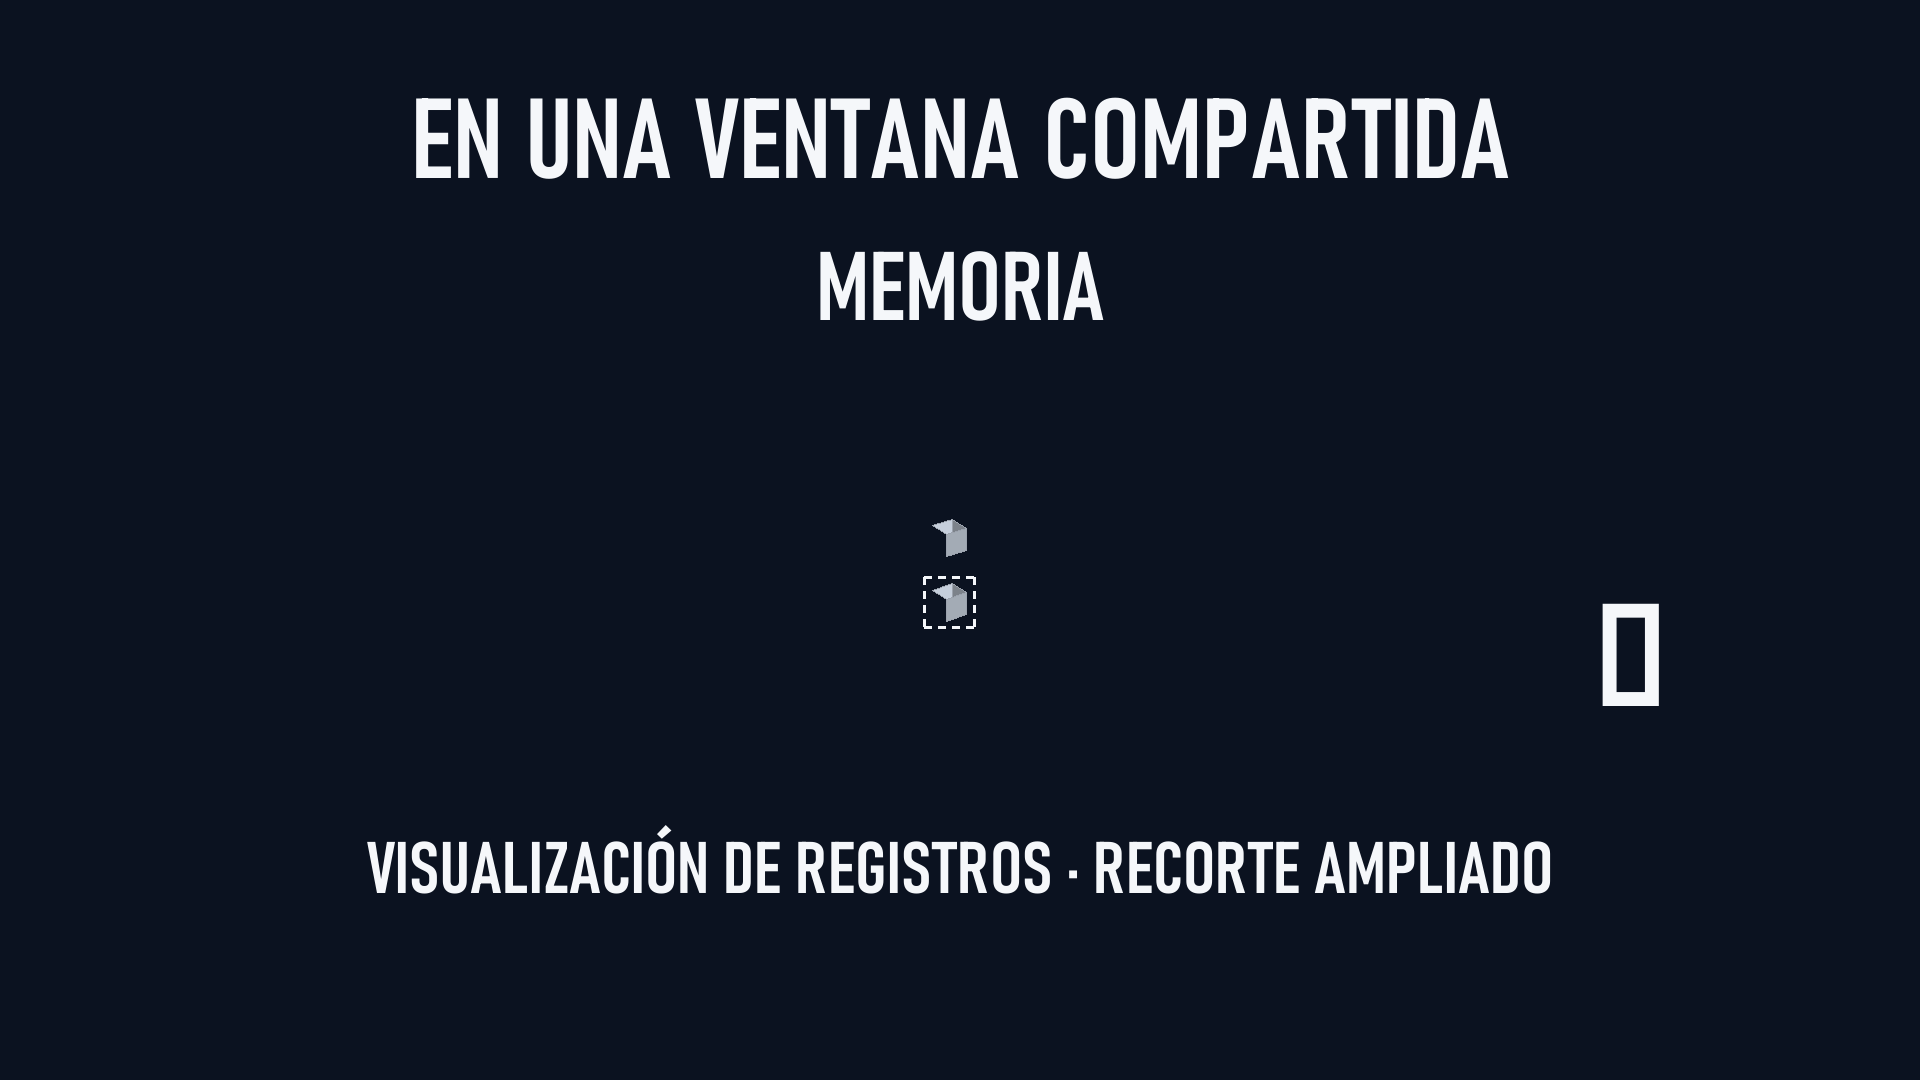 EN UNA VENTANA COMPARTIDA
MEMORIA
VISUALIZACIÓN DE REGISTROS · RECORTE AMPLIADO